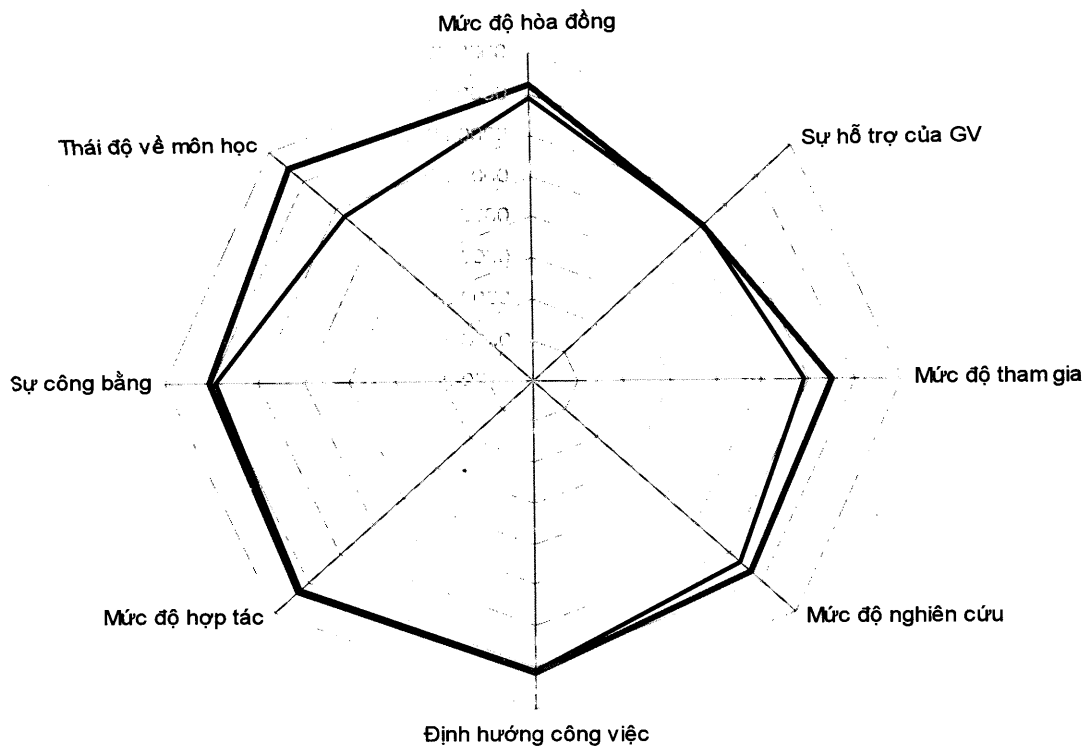 Mức độ hòa đồng
Sự hỗ trợ của GV
Thái độ về môn học
Mức độ tham gia
Sự công bằng
Mức độ nghiên cứu
Mức độ hợp tác
Định hướng công việc